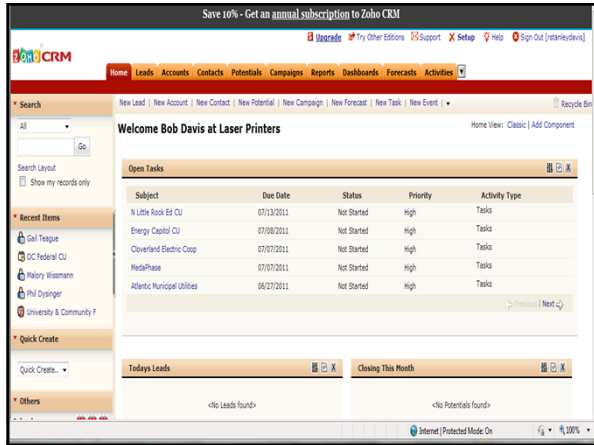 Save 10% - Get an annual subscription to Zoho CRM
Upgrade Try Other Editions Support Setup Help Sign Out [rstanleydavis]
ZOHO CRM
Home Leads Accounts Contacts Potentials Campaigns Reports Dashboards Forecasts Activities
Search
New Lead | New Account | New Contact | New Potential | New Campaign | New Forecast | New Task | New Event |
Recycle Bin
All
Go
Search Layout
Show my records only
Welcome Bob Davis at Laser Printers
Home View: Classic | Add Component
Open Tasks
Subject Due Date Status Priority Activity Type
N Little Rock Ed CU 07/13/2011 Not Started High Tasks
Energy Capitol CU 07/08/2011 Not Started High Tasks
Cloverland Electric Coop 07/07/2011 Not Started High Tasks
MedaPhase 07/07/2011 Not Started High Tasks
Atlantic Municipal Utilities 06/27/2011 Not Started High Tasks
Previous | Next
Recent Items
Gail Teague
OC Federal CU
Malory Wissmann
Phil Dysinger
University & Community F
Quick Create
Quick Create..
Others
Todays Leads
<No Leads found>
Closing This Month
<No Potentials found>
Internet | Protected Mode: On
100%